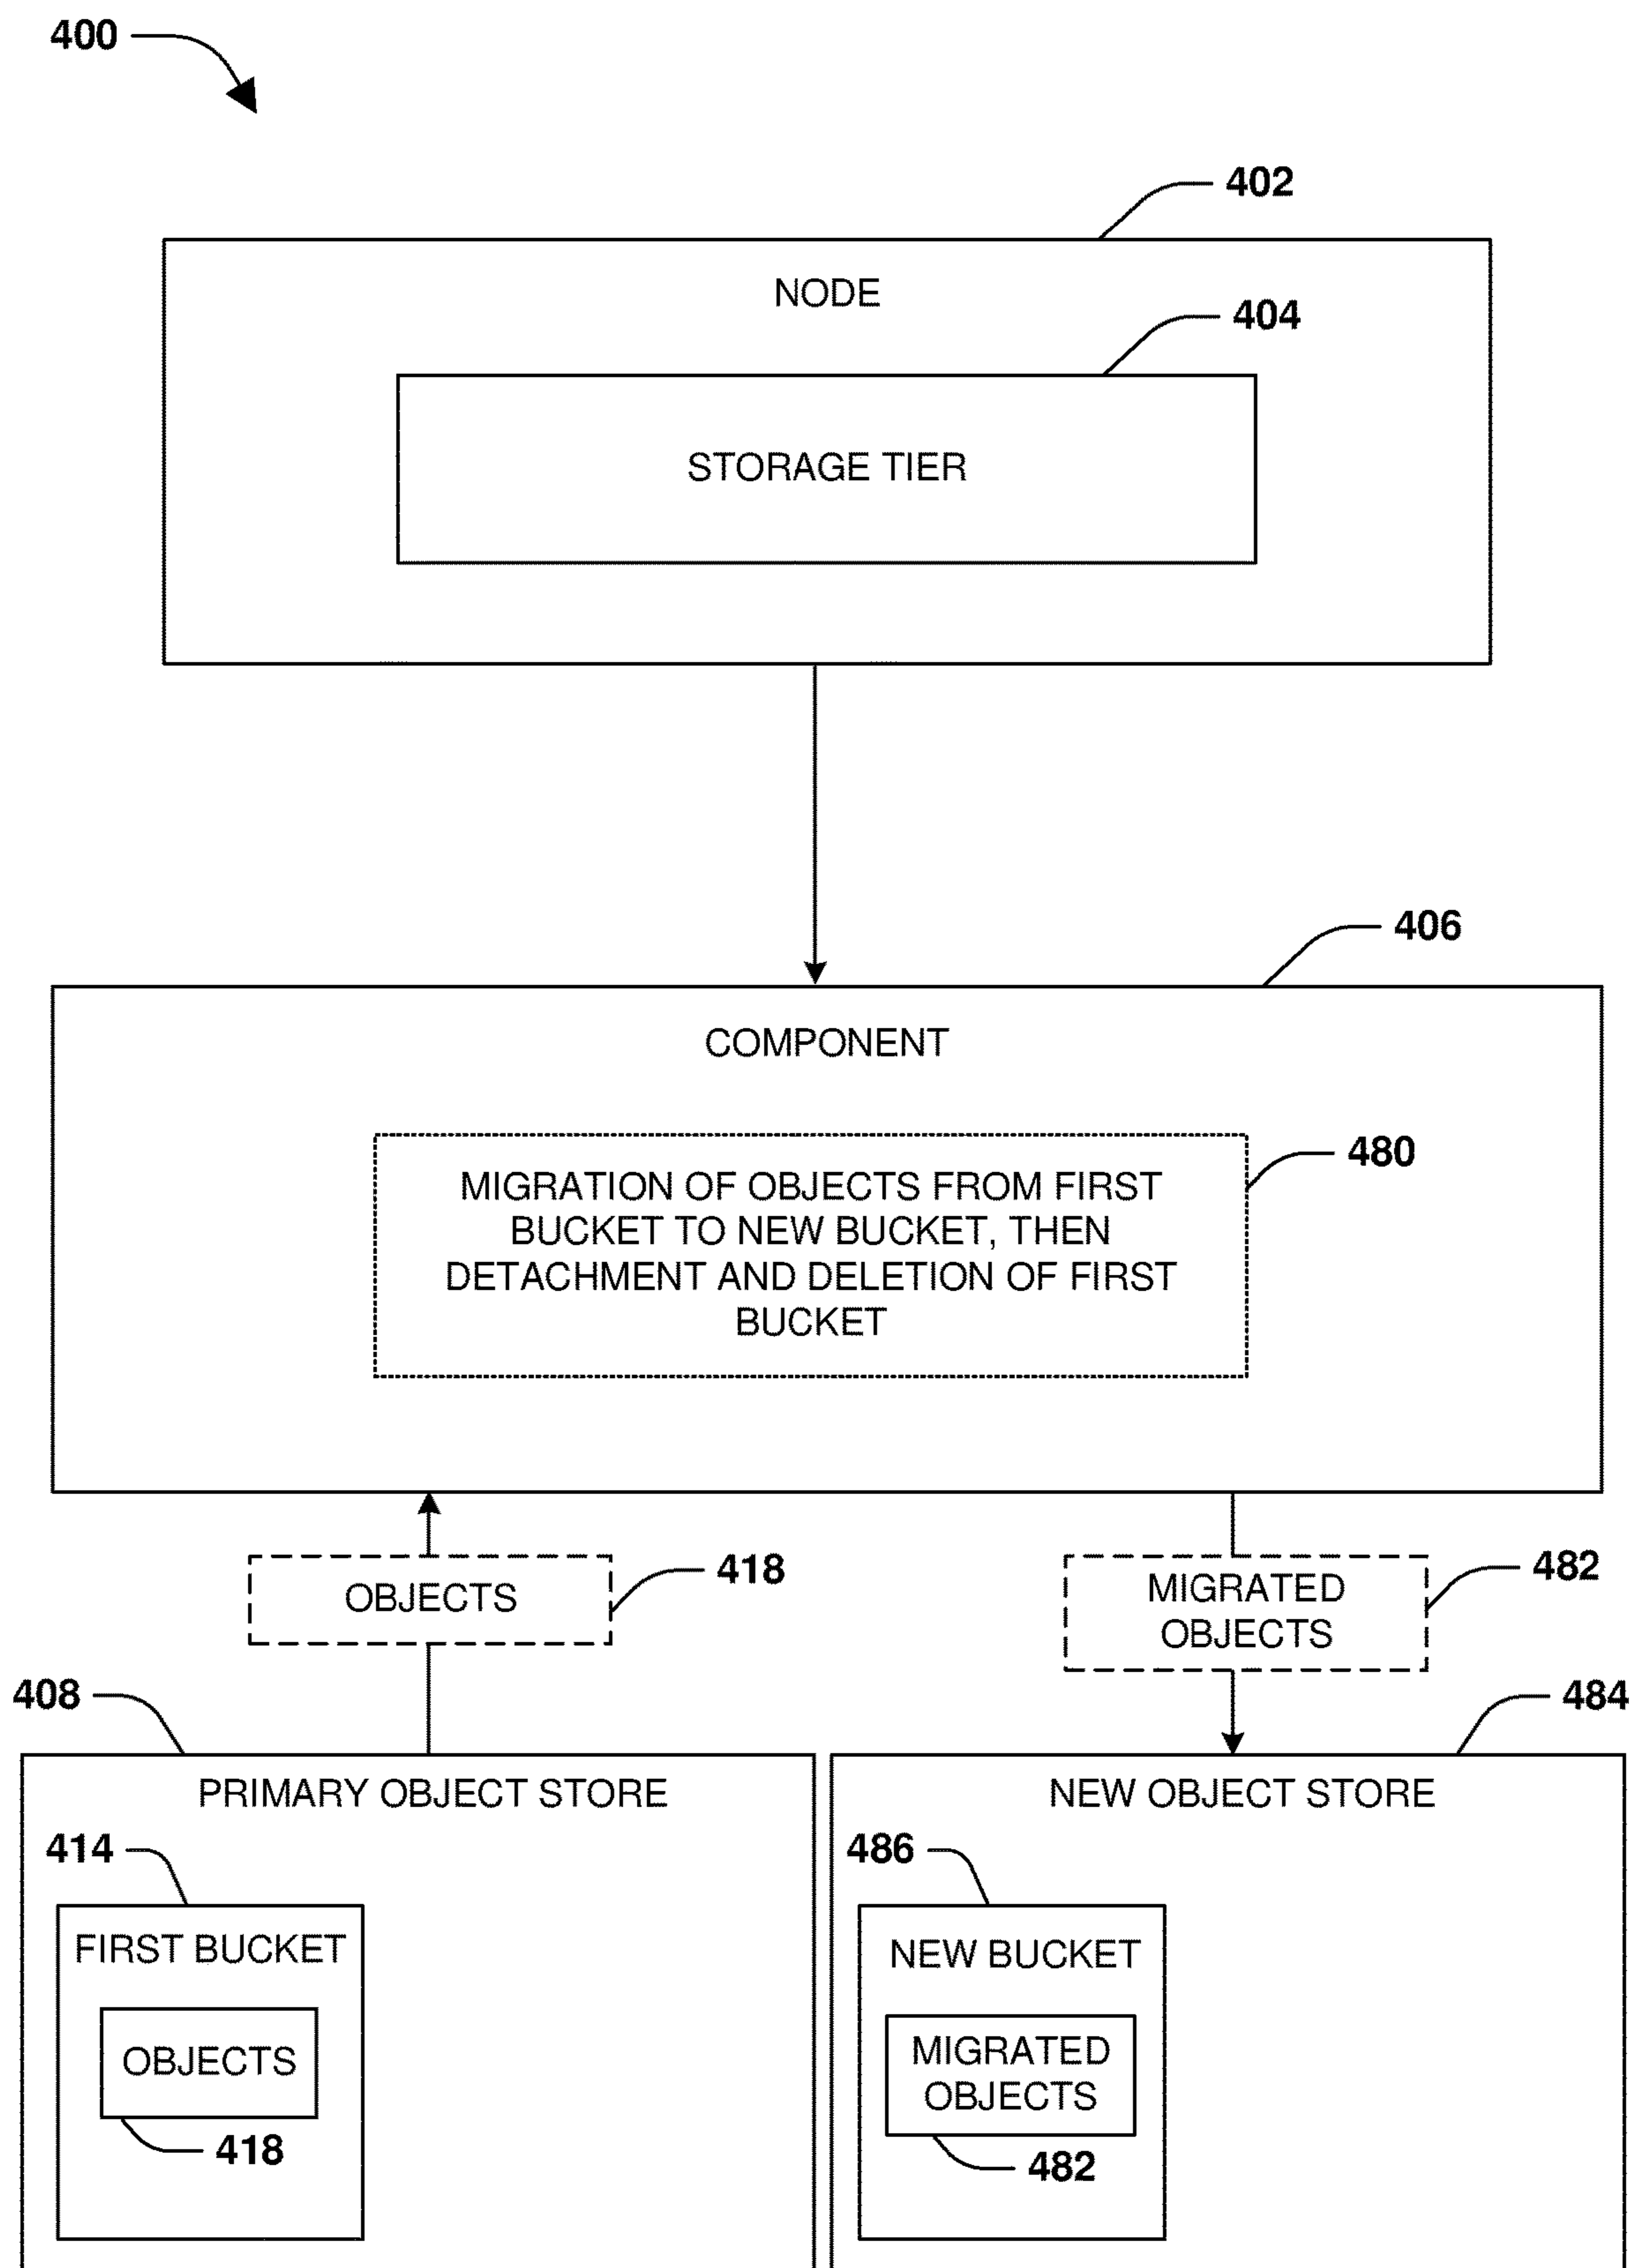 400
402
NODE
404
STORAGE TIER
406
COMPONENT
480
MIGRATION OF OBJECTS FROM FIRST
BUCKET TO NEW BUCKET, THEN
DETACHMENT AND DELETION OF FIRST
BUCKET
OBJECTS
418
MIGRATED
OBJECTS
482
408
PRIMARY OBJECT STORE
414
FIRST BUCKET
OBJECTS
418
484
NEW OBJECT STORE
486
NEW BUCKET
MIGRATED
OBJECTS
482